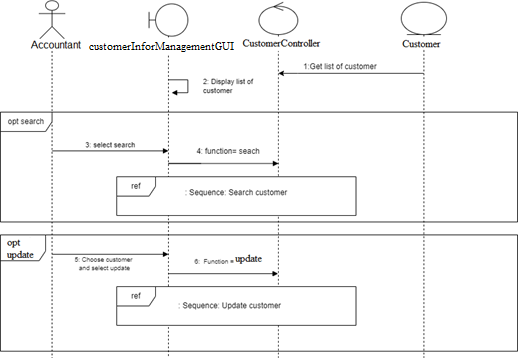 Accountant
customerInforManagementGUI
CustomerController
Customer
1:Get list of customer
2: Display list of
customer
opt search
3: select search
4: function= seach
ref
: Sequence: Search customer
opt
update
5: Choose customer
and select update
6: Function = update
ref
: Sequence: Update customer